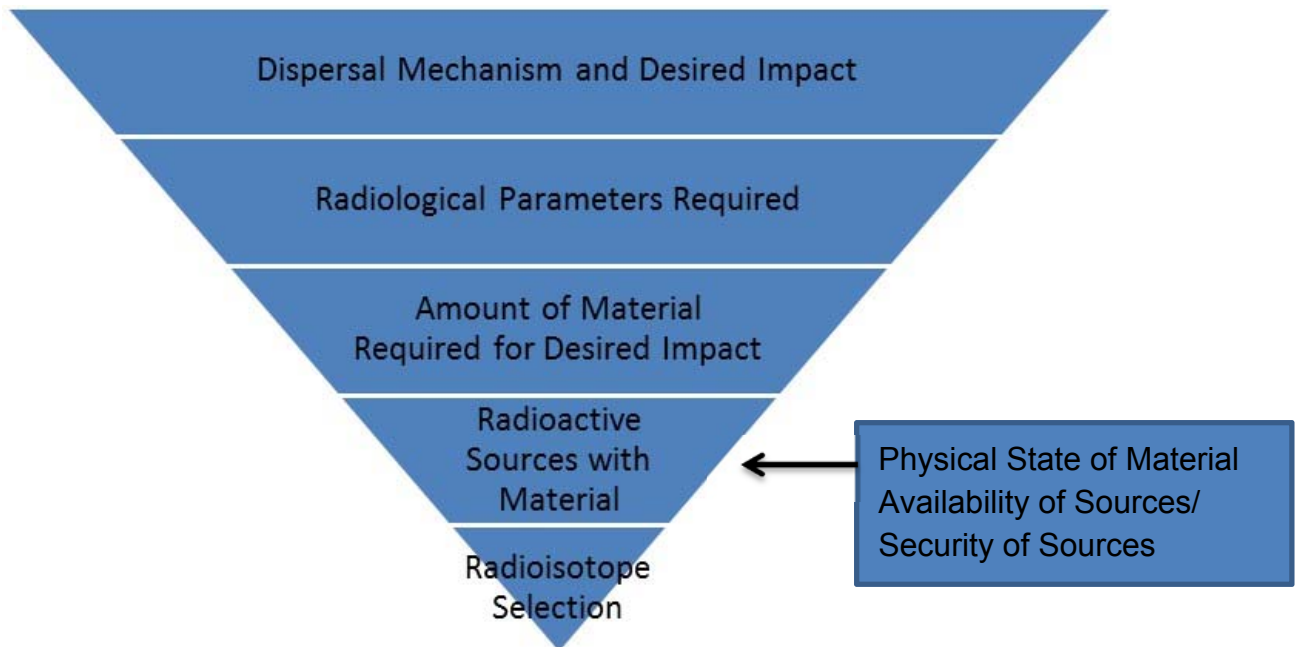 Dispersal Mechanism and Desired Impact
Radiological Parameters Required
Amount of Material
Required for Desired Impact
Radioactive
Sources with
Material
Physical State of Material
Availability of Sources/
Security of Sources
Radioisotope
Selection